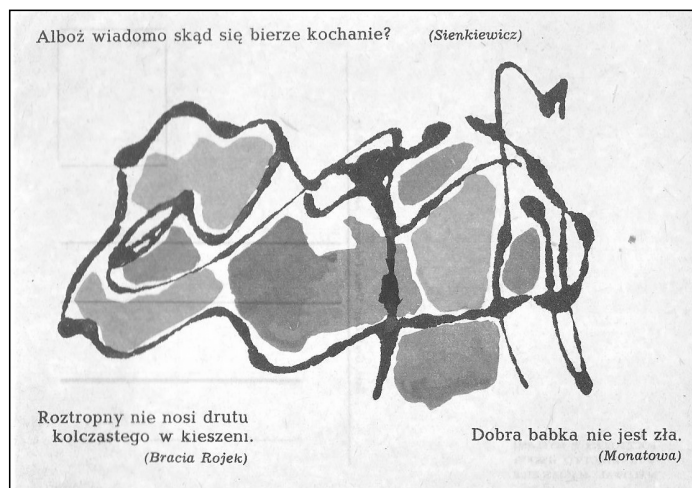 Alboż wiadomo skąd się bierze kochanie? (Sienkiewicz)
Roztropny nie nosi drutu
kolczastego w kieszeni.
(Bracia Rojek)
Dobra babka nie jest zła.
(Monatowa)